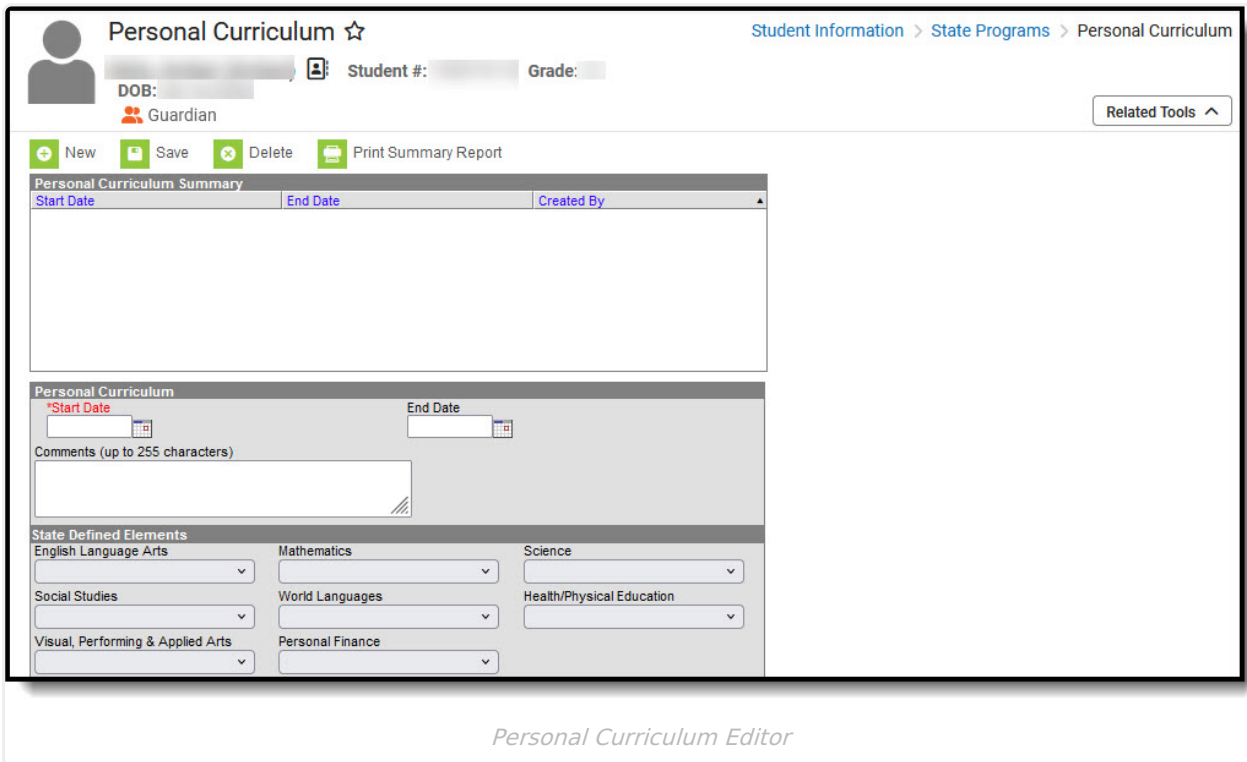 Personal Curriculum
Student Information > State Programs > Personal Curriculum
Student #: Grade:
DOB:
Guardian
Related Tools
New Save Delete Print Summary Report
Personal Curriculum Summary
Start Date End Date Created By
Personal Curriculum
*Start Date End Date
Comments (up to 255 characters)
State Defined Elements
English Language Arts Mathematics Science
Social Studies World Languages Health/Physical Education
Visual, Performing & Applied Arts Personal Finance
Personal Curriculum Editor